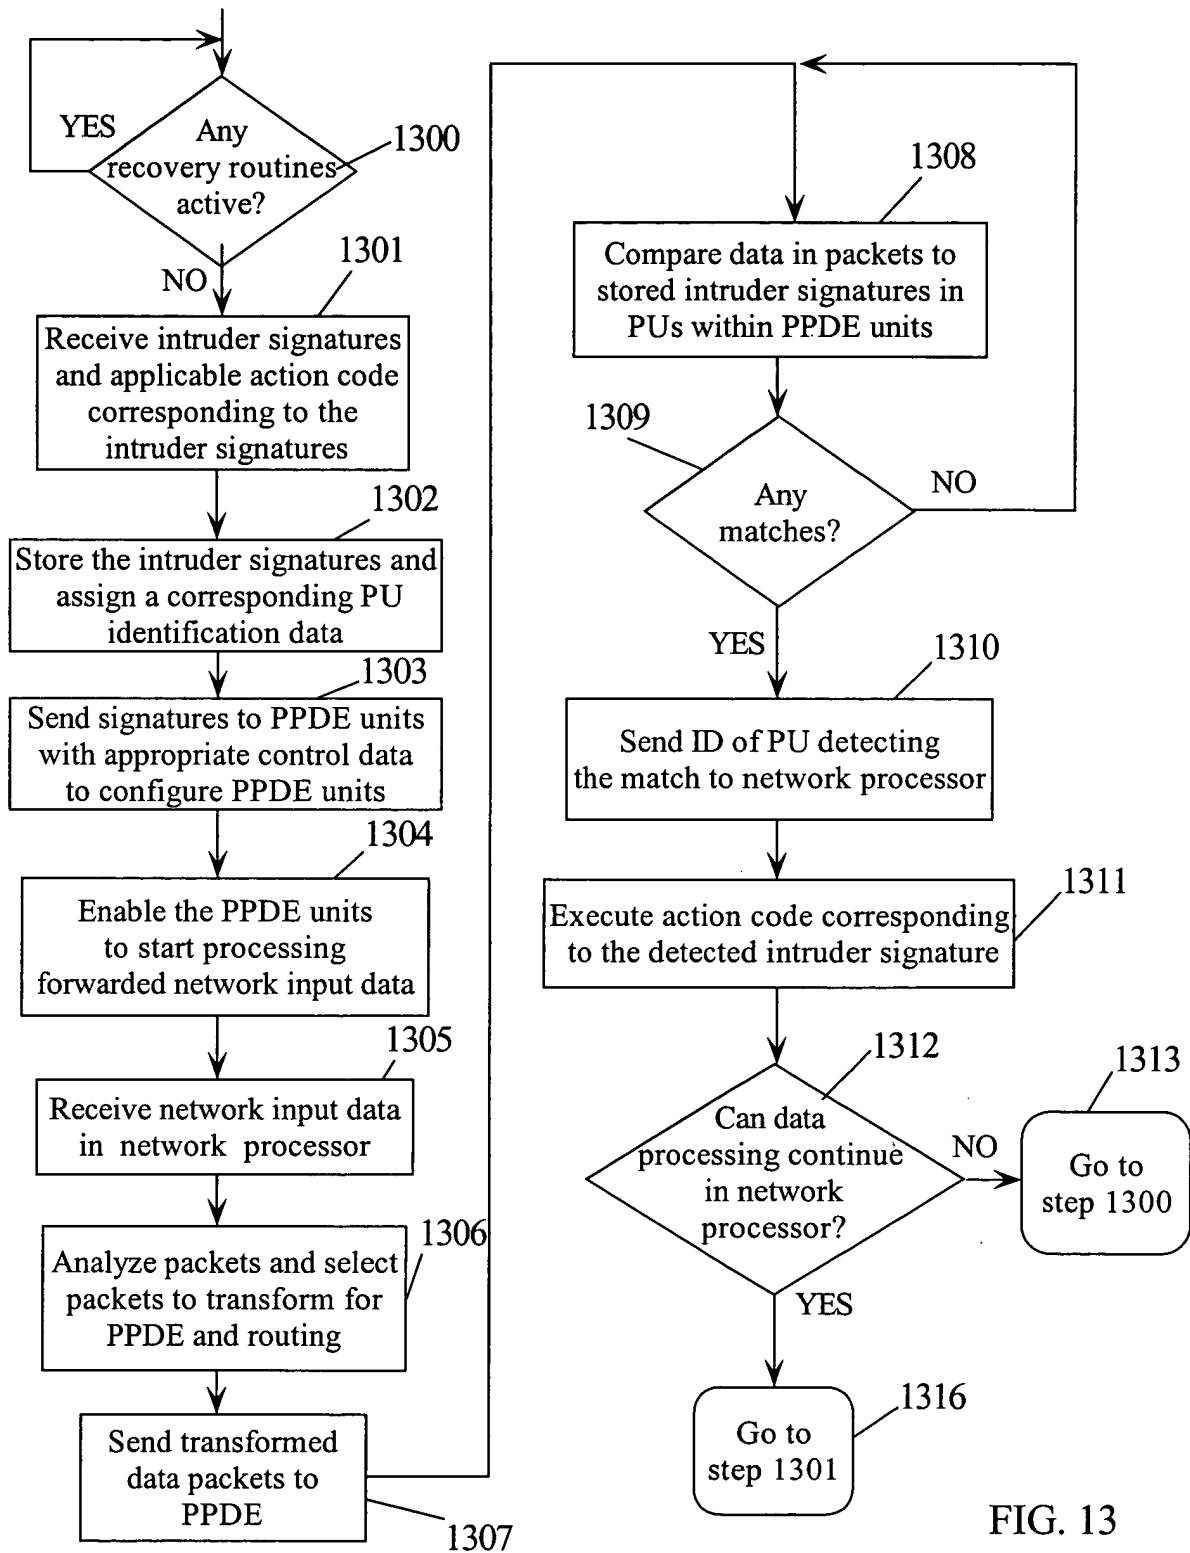 YES
Any
recovery routines
active?
1300
NO
1301
Receive intruder signatures
and applicable action code
corresponding to the
intruder signatures
1302
Store the intruder signatures and
assign a corresponding PU
identification data
1303
Send signatures to PPDE units
with appropriate control data
to configure PPDE units
1304
Enable the PPDE units
to start processing
forwarded network input data
1305
Receive network input data
in network processor
1306
Analyze packets and select
packets to transform for
PPDE and routing
Send transformed
data packets to
PPDE
1307
1308
Compare data in packets to
stored intruder signatures in
PUs within PPDE units
1309
Any
matches?
NO
YES
1310
Send ID of PU detecting
the match to network processor
1311
Execute action code corresponding
to the detected intruder signature
1312
Can data
processing continue
in network
processor?
NO
1313
Go to
step 1300
YES
1316
Go to
step 1301
FIG. 13